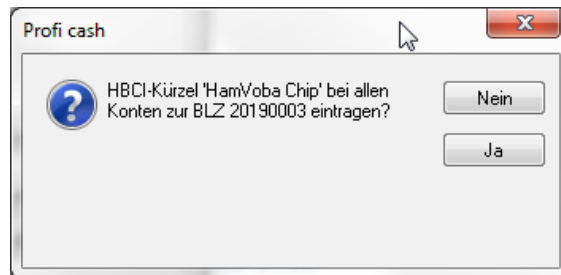 Profi cash
HBCI-Kürzel 'HamVoba Chip' bei allen
Konten zur BLZ 20190003 eintragen?
Nein
Ja